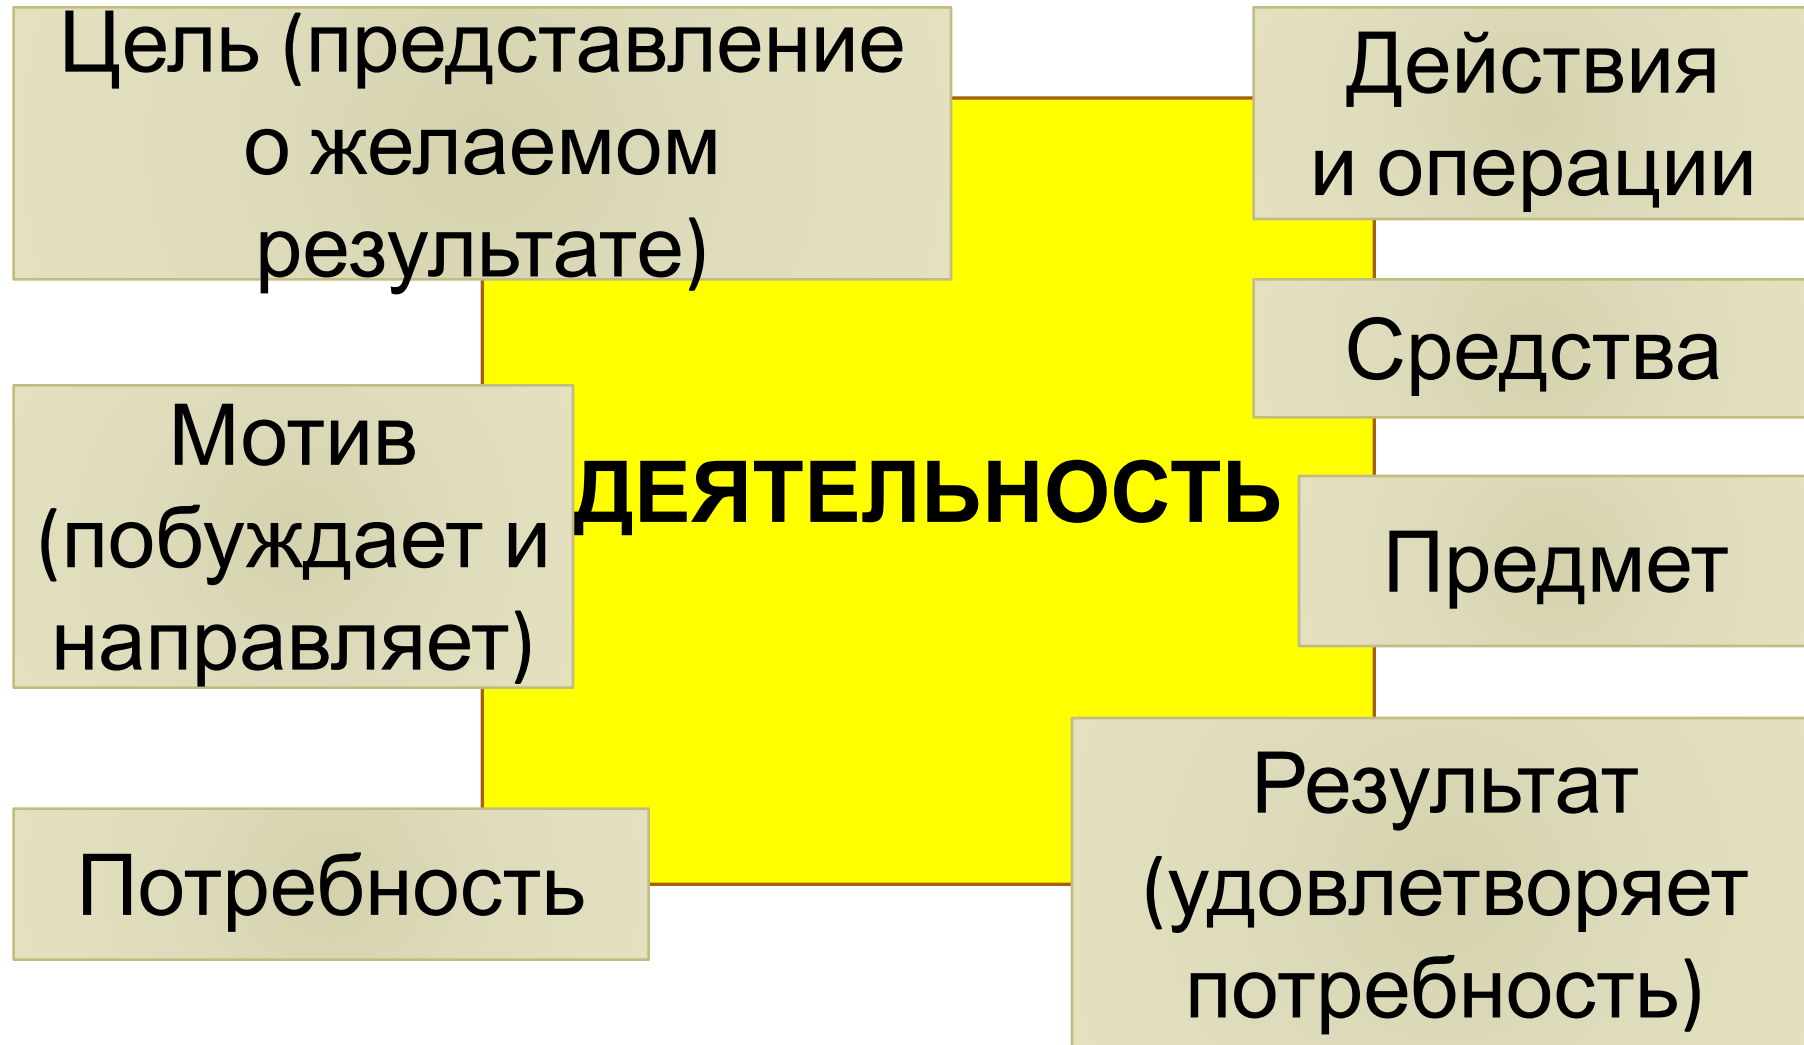 Цель (представление
о желаемом
результате)
Мотив
(побуждает и
направляет)
Потребность
ДЕЯТЕЛЬНОСТЬ
Действия
и операции
Средства
Предмет
Результат
(удовлетворяет
потребность)